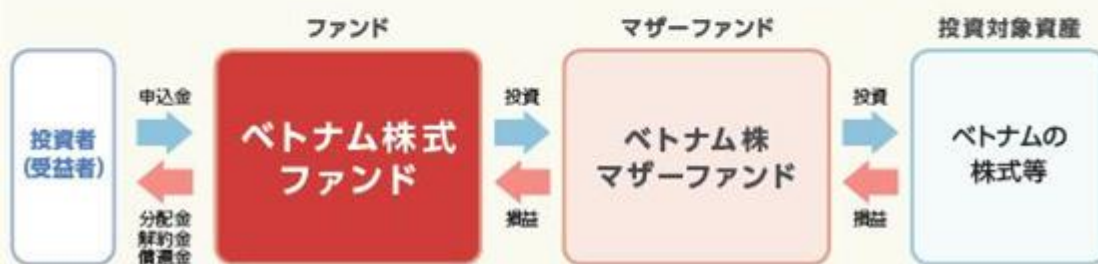 ファンド
マザーファンド
投資対象資産
投資者
(受益者)
申込金
分配金
解約金
償還金
ベトナム株式
ファンド
投資
損益
ベトナム株
マザーファンド
投資
損益
ベトナムの
株式等